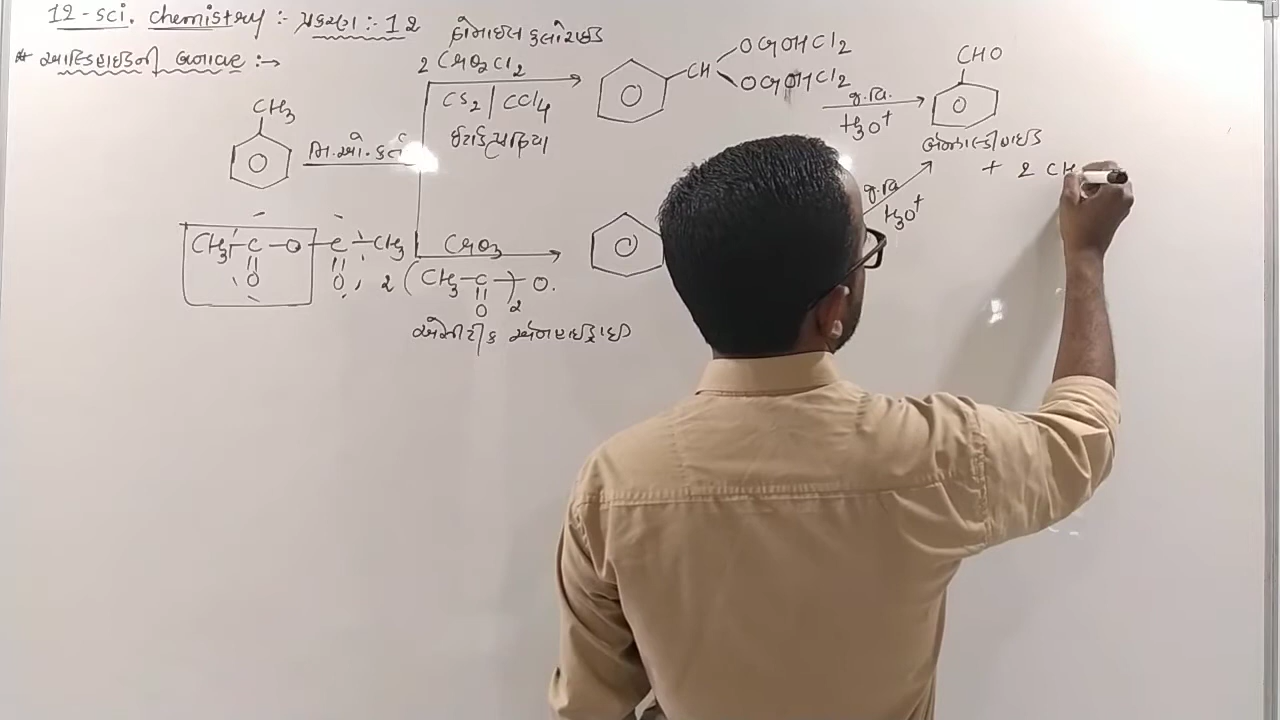 12-sci. chemistry :- પ્રકરણ :- 12
* આલ્ડિહાઇડની બનાવટ :→
ક્રોમાઇલ ક્લોરાઇડ
2 CrO2Cl2
CS2 | CCl4
ઈટાર્ડ પ્રક્રિયા
CH3
CH
OCrOHCl2
OCrOHCl2
જ.વિ.
H3O+
CHO
બેન્ઝાલ્ડીહાઇડ
+ 2 CH
જ.વિ
H3O+
CH3-C-O-C-CH3
O
O
CrO3
2 (CH3-C-)2 O.
O
એસીટીક એનહાઇડ્રાઇડ